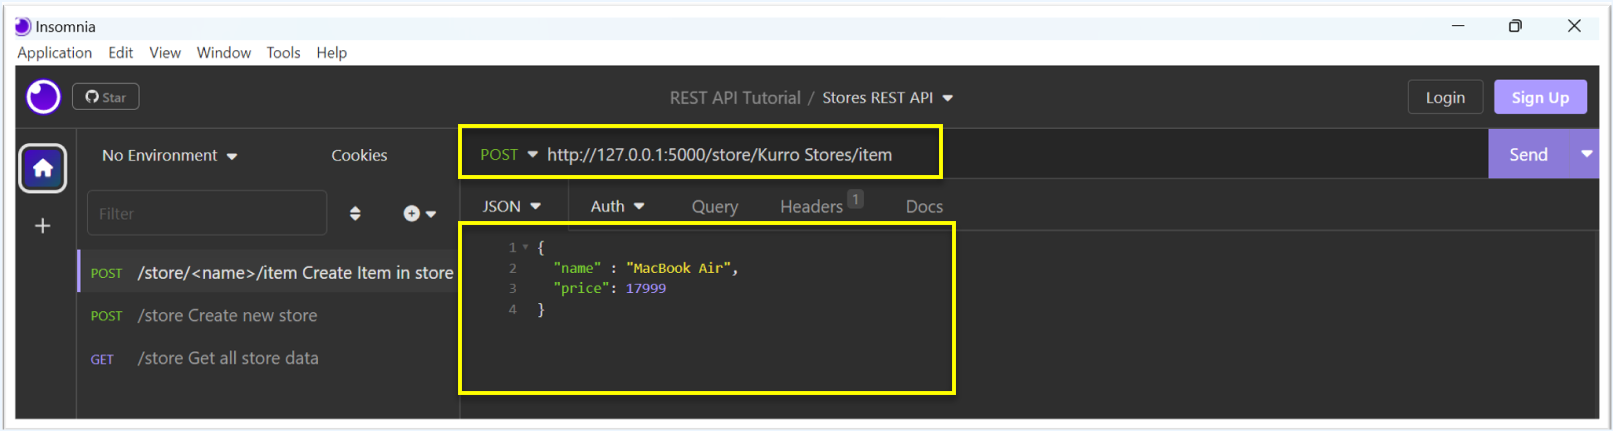 Insomnia
Application Edit View Window Tools Help
Star
REST API Tutorial / Stores REST API
Login
Sign Up
No Environment
Cookies
POST http://127.0.0.1:5000/store/Kurro Stores/item
Send
Filter
JSON Auth Query Headers 1 Docs
POST /store/<name>/item Create Item in store
POST /store Create new store
GET /store Get all store data
1 {
2 "name" : "MacBook Air",
3 "price": 17999
4 }